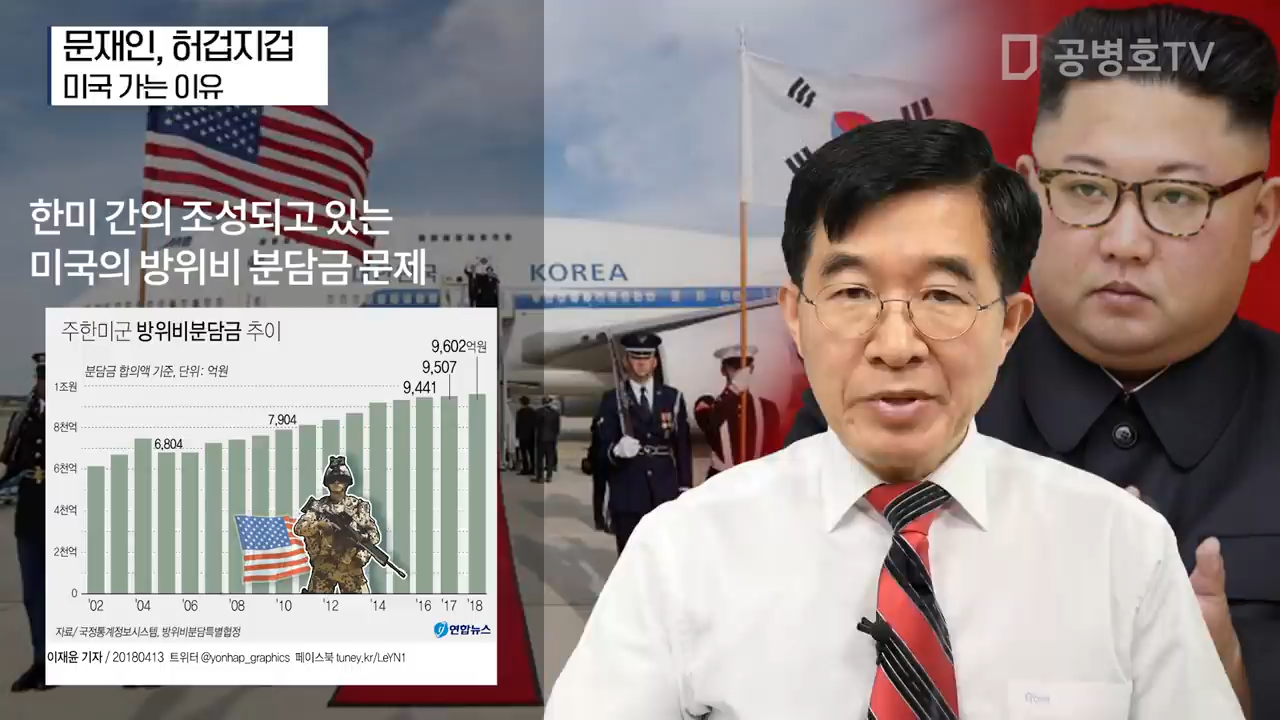 문재인, 허겁지겁
미국 가는 이유
공병호TV
한미 간의 조성되고 있는
미국의 방위비 분담금 문제
KOREA
주한미군 방위비분담금 추이
분담금 합의액 기준, 단위: 억원
9,602억원
9,507
9,441
7,904
6,804
1조원
8천억
6천억
4천억
2천억
0
'02 '04 '06 '08 '10 '12 '14 '16 '17 '18
자료/ 국정통계정보시스템, 방위비분담특별협정
연합뉴스
이재윤 기자 / 20180413 트위터 @yonhap_graphics 페이스북 tuney.kr/LeYN1